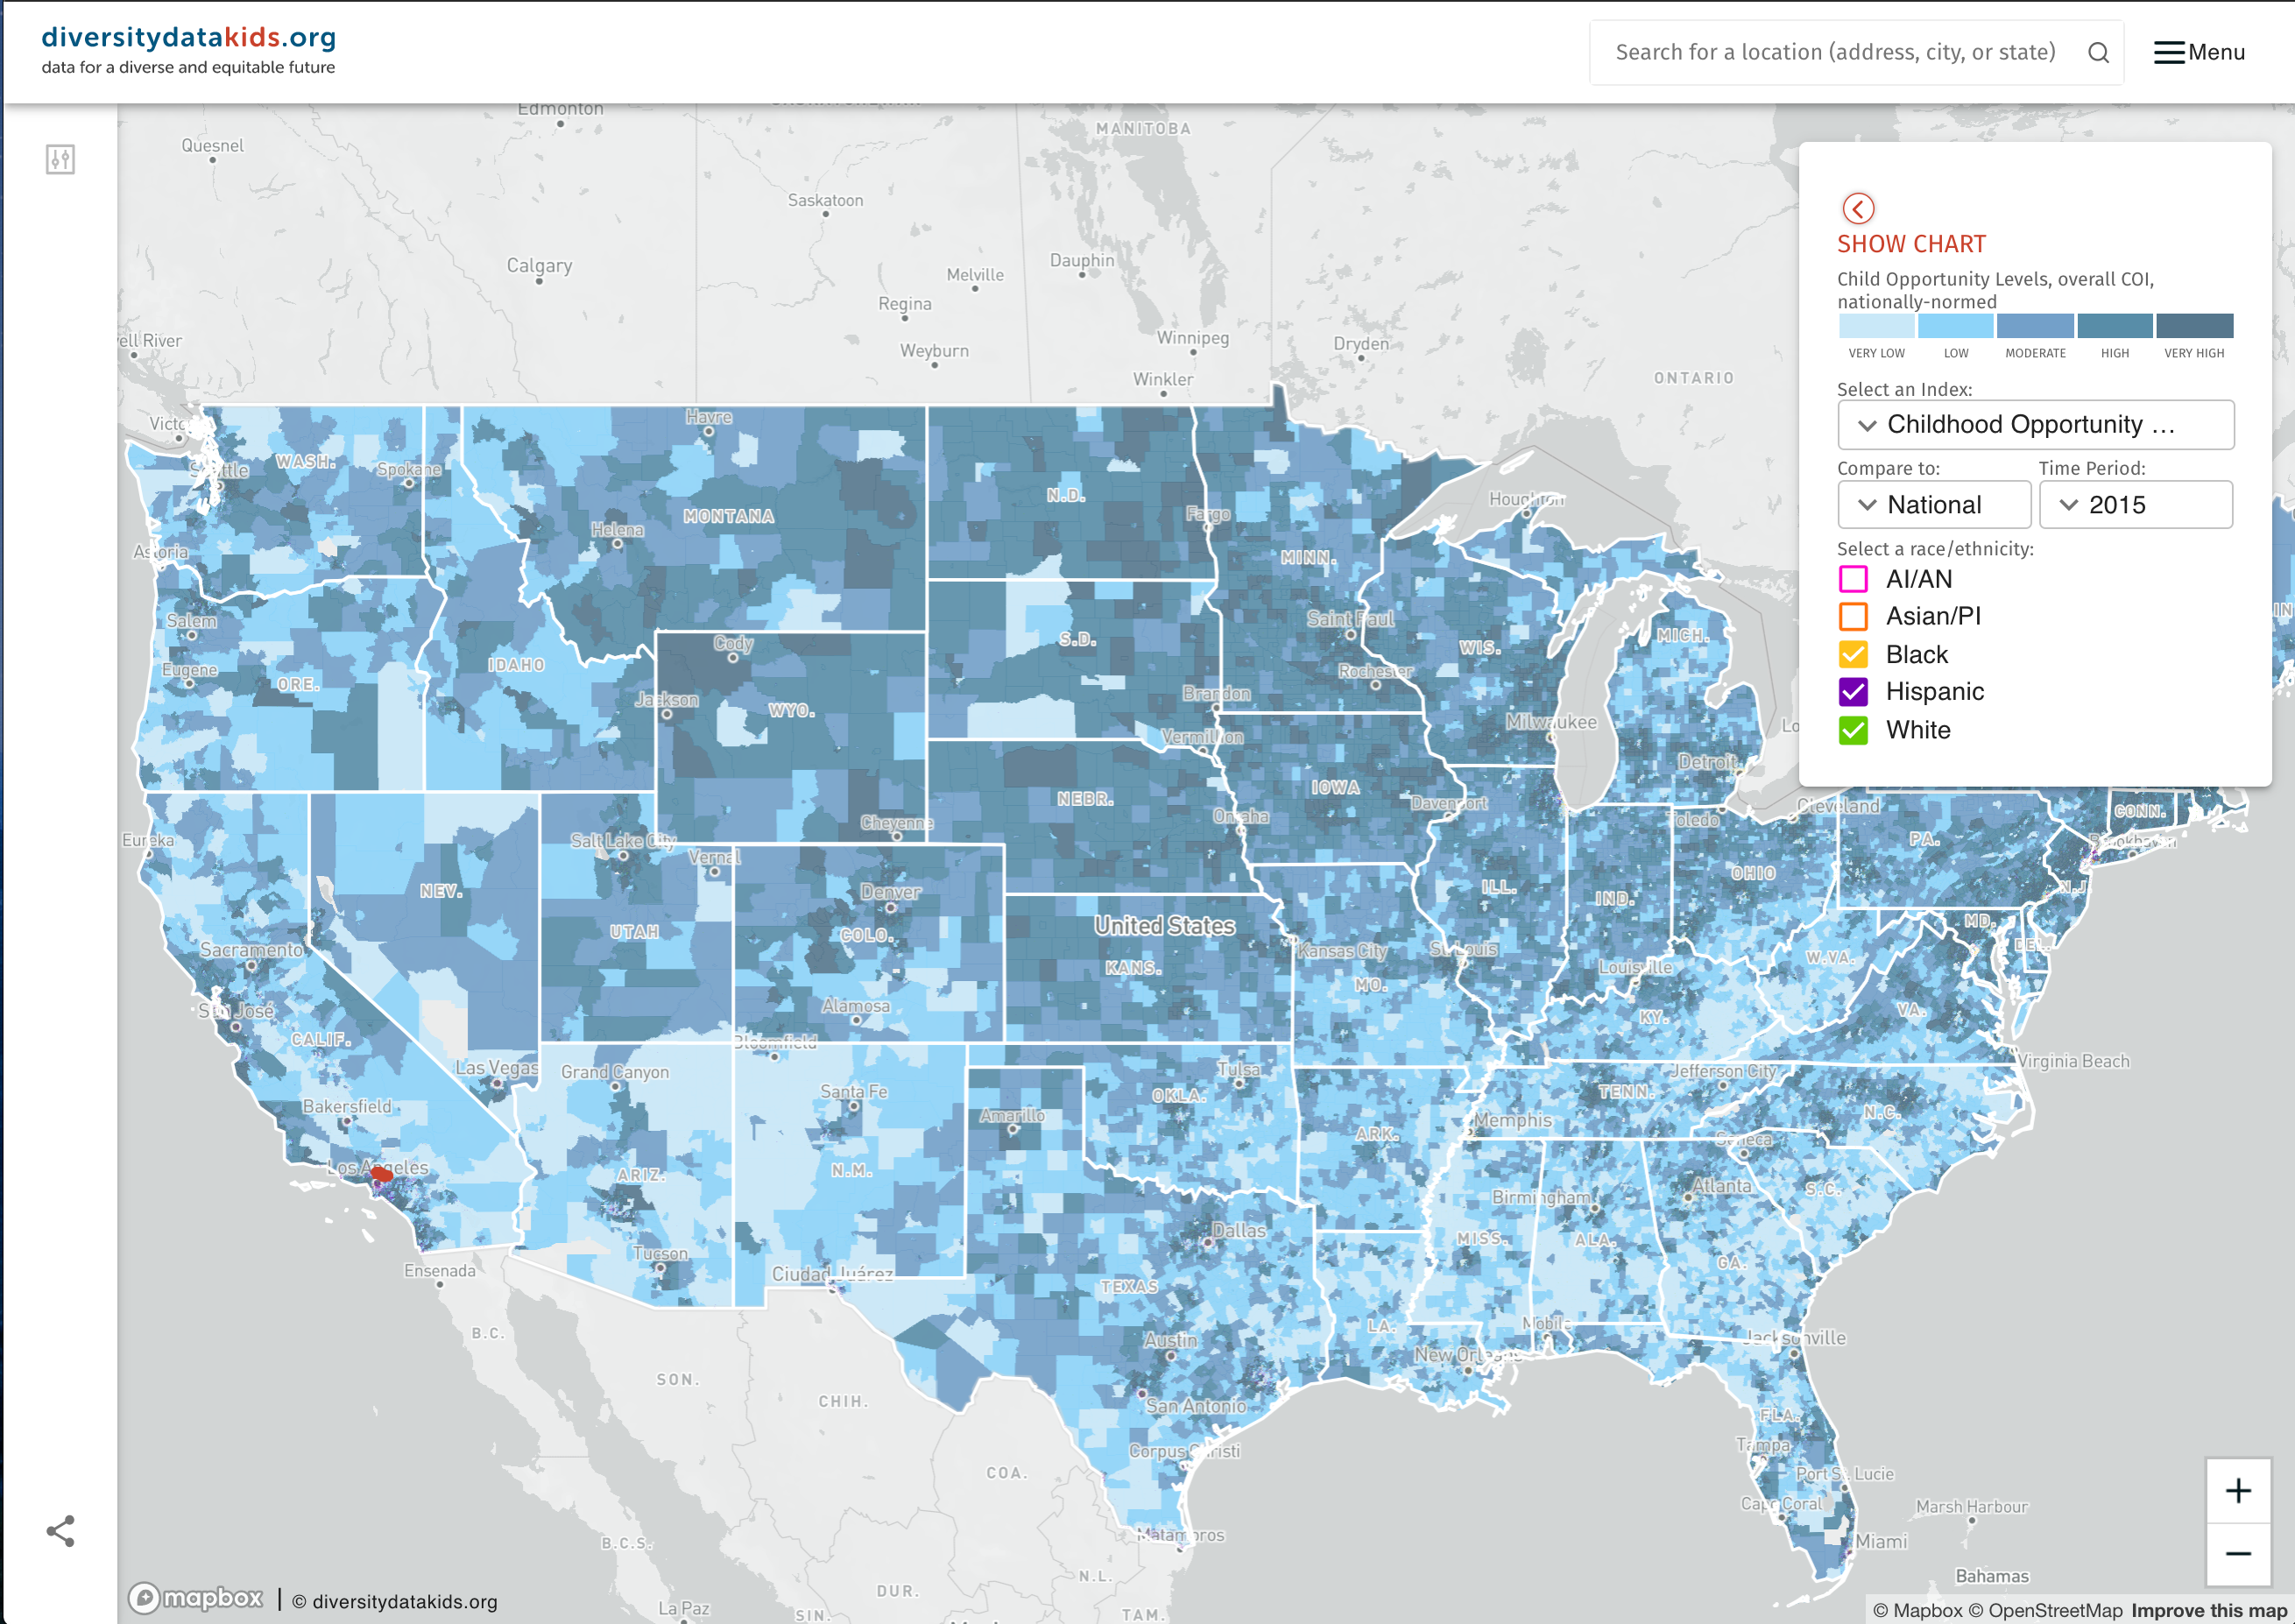 diversitydatakids.org
data for a diverse and equitable future
Search for a location (address, city, or state)
Menu
SHOW CHART
Child Opportunity Levels, overall COI,
nationally-normed
VERY LOW
LOW
MODERATE
HIGH
VERY HIGH
Select an Index:
Childhood Opportunity ...
Compare to:
Time Period:
National
2015
Select a race/ethnicity:
AI/AN
Asian/PI
Black
Hispanic
White
Edmonton
MANITOBA
Quesnel
Saskatoon
Calgary
Dauphin
Melville
Regina
ell River
Weyburn
Winnipeg
Dryden
Winkler
ONTARIO
Havre
WASH.
Spokane
MONTANA
N.D.
Houghton
Helena
Fargo
Astoria
MINN.
Salem
Saint Paul
Cody
S.D.
WIS.
MICH.
IDAHO
Eugene
ORE.
Rochester
Jackson
WYO.
Brandon
Milwaukee
Vermillion
Detroit
NEBR.
IOWA
Davenport
Cleveland
CONN.
Omaha
Toledo
Cheyenne
Eureka
Salt Lake City
PA.
Vernal
Denver
NEV.
ILL.
IND.
OHIO
N.J.
United States
UTAH
COLO.
MD.
Sacramento
Kansas City
St. Louis
DEL.
KANS.
Louisville
W.VA.
MO.
Alamosa
VA.
KY.
San José
CALIF.
Bloomfield
Las Vegas
Grand Canyon
Tulsa
Virginia Beach
Jefferson City
Santa Fe
OKLA.
TENN.
Bakersfield
Amarillo
Memphis
N.C.
ARK.
Seneca
Los Angeles
ARIZ.
N.M.
Atlanta
S.C.
Birmingham
Dallas
MISS.
ALA.
Tucson
GA.
Ensenada
Ciudad Juárez
TEXAS
B.C.
LA.
Mobile
Austin
Jacksonville
New Orleans
SON.
CHIH.
San Antonio
FLA.
Tampa
Corpus Christi
COA.
Port St. Lucie
Cape Coral
Marsh Harbour
Matamoros
B.C.S.
Miami
N.L.
Bahamas
DUR.
La Paz
SIN.
TAM.
mapbox | © diversitydatakids.org
© Mapbox © OpenStreetMap Improve this map